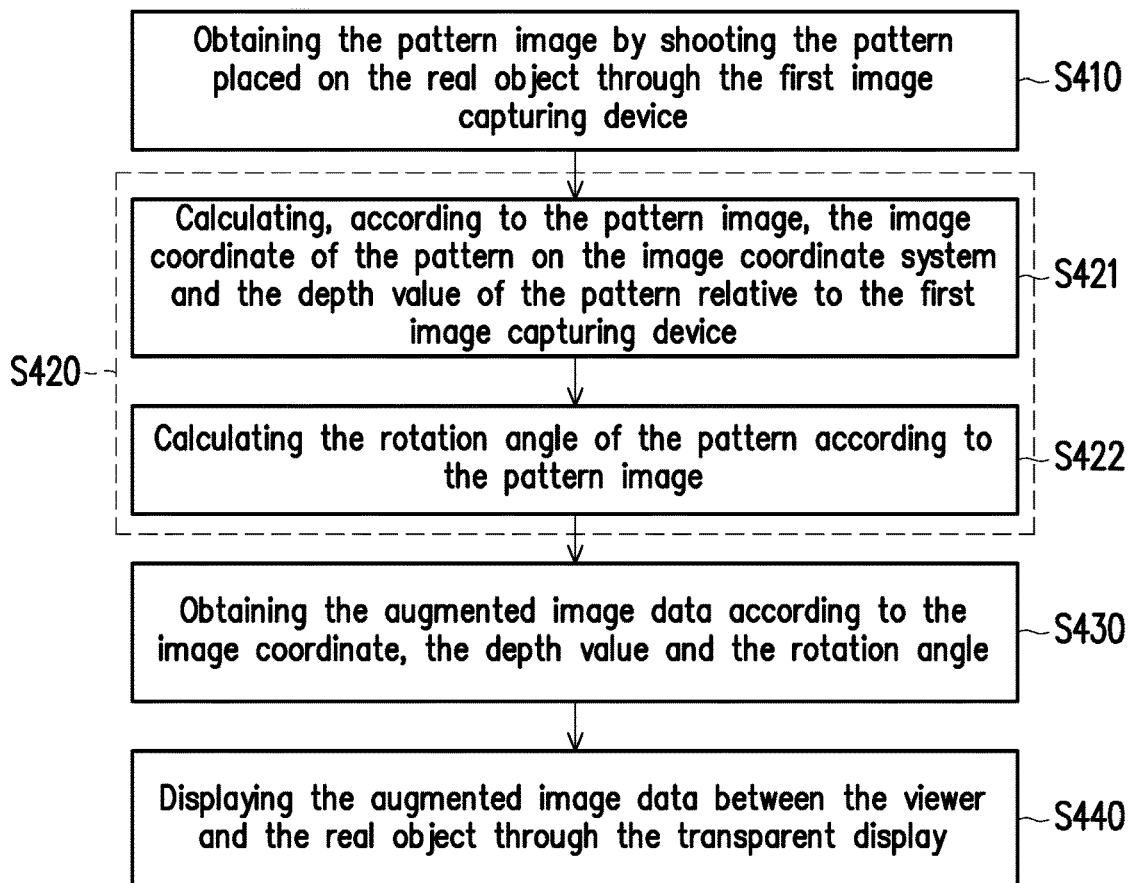 Obtaining the pattern image by shooting the pattern
placed on the real object through the first image
capturing device
S410
Calculating, according to the pattern image, the image
coordinate of the pattern on the image coordinate system
and the depth value of the pattern relative to the first
image capturing device
S421
S420
Calculating the rotation angle of the pattern according to
the pattern image
S422
Obtaining the augmented image data according to the
image coordinate, the depth value and the rotation angle
S430
Displaying the augmented image data between the viewer
and the real object through the transparent display
S440